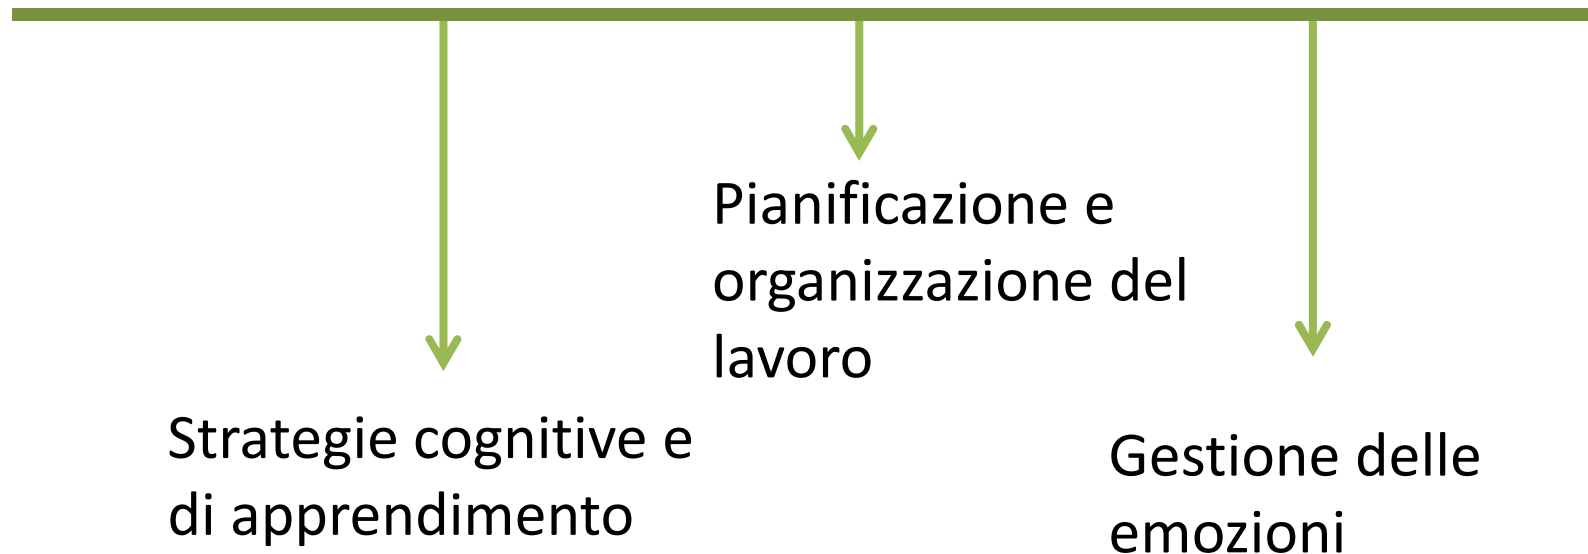 Pianificazione e
organizzazione del
lavoro
Strategie cognitive e
di apprendimento
Gestione delle
emozioni